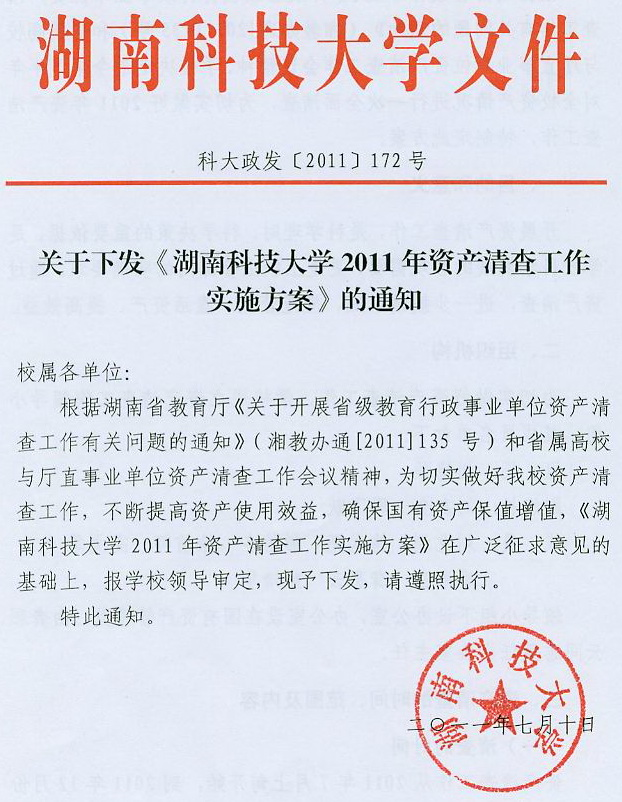 湖南科技大学文件
科大政发〔2011〕172 号
关于下发《湖南科技大学 2011 年资产清查工作
实施方案》的通知
校属各单位：
根据湖南省教育厅《关于开展省级教育行政事业单位资产清
查工作有关问题的通知》（湘教办通[2011]135 号）和省属高校
与厅直事业单位资产清查工作会议精神，为切实做好我校资产清
查工作，不断提高资产使用效益，确保国有资产保值增值，《湖
南科技大学 2011 年资产清查工作实施方案》在广泛征求意见的
基础上，报学校领导审定，现予下发，请遵照执行。
特此通知。
湖南科技大学
二〇一一年七月十日